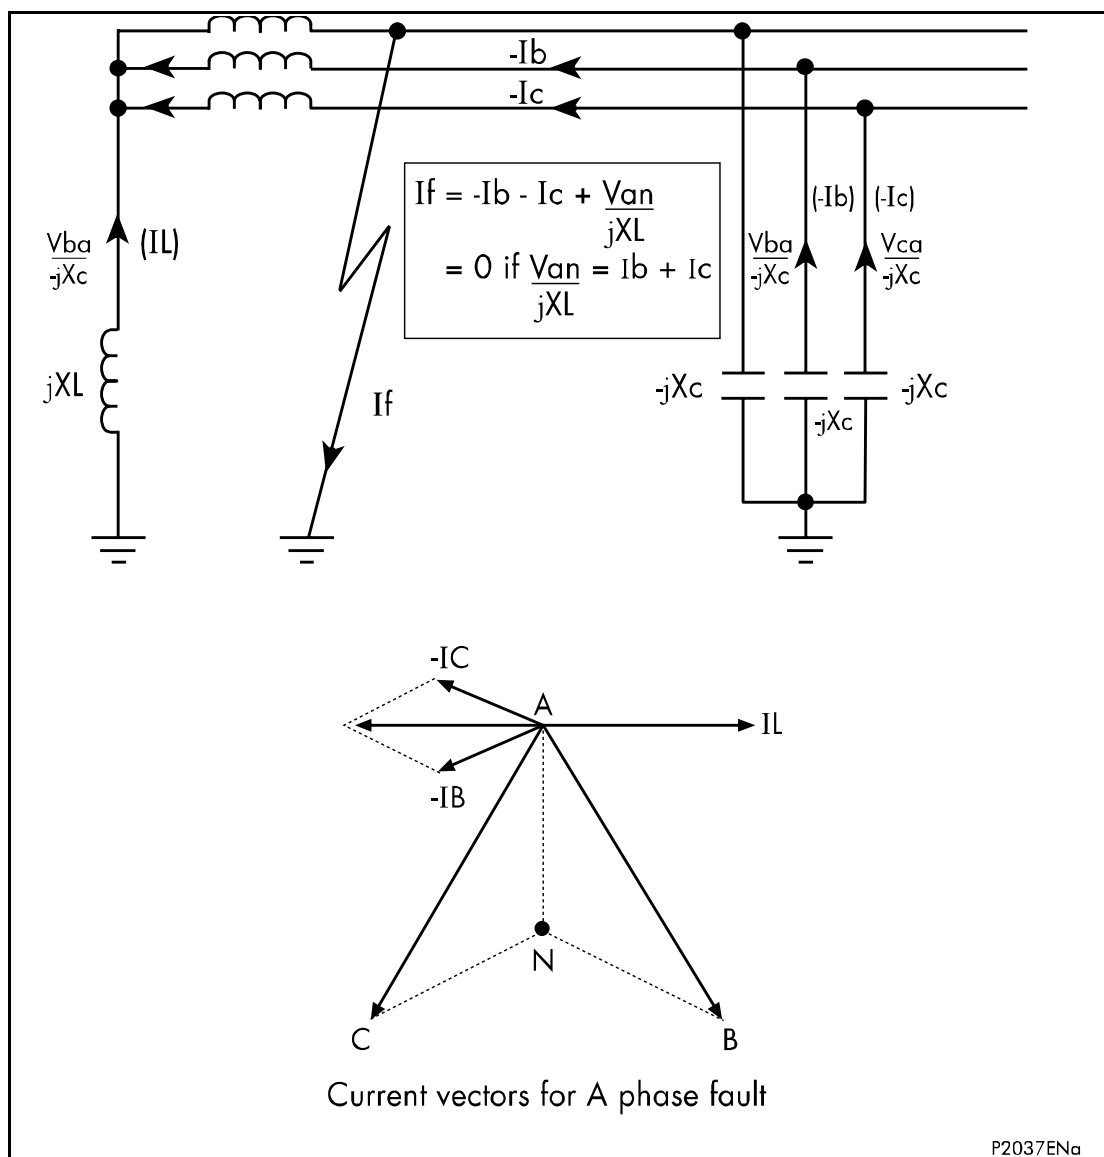 -Ib
-Ic
If = -Ib - Ic + Van
jXL
= 0 if Van = Ib + Ic
jXL
Vba
-jXc
(IL)
jXL
If
(-Ib)
(-Ic)
Vba
-jXc
Vca
-jXc
-jXc
-jXc
-jXc
-IC
A
IL
-IB
N
C
B
Current vectors for A phase fault
P2037ENa